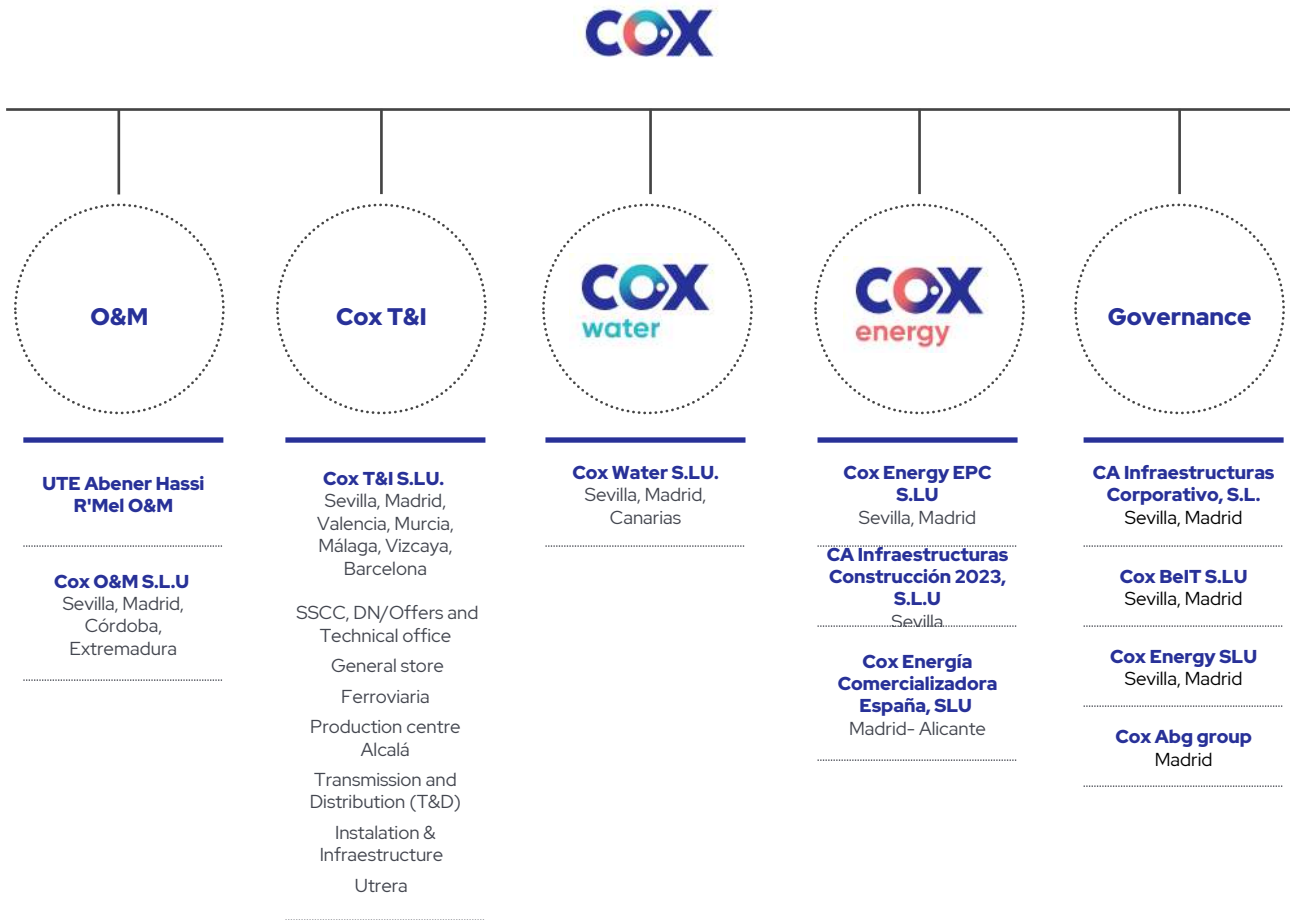 COX
O&M
UTE Abener Hassi
R'Mel O&M
Cox O&M S.L.U
Sevilla, Madrid,
Córdoba,
Extremadura
Cox T&I
Cox T&I S.LU.
Sevilla, Madrid,
Valencia, Murcia,
Málaga, Vizcaya,
Barcelona
SSCC, DN/Offers and
Technical office
General store
Ferroviaria
Production centre
Alcalá
Transmission and
Distribution (T&D)
Instalation &
Infraestructure
Utrera
COX
water
Cox Water S.LU.
Sevilla, Madrid,
Canarias
COX
energy
Cox Energy EPC
S.LU
Sevilla, Madrid
CA Infraestructuras
Construcción 2023,
S.L.U
Sevilla
Cox Energía
Comercializadora
España, SLU
Madrid- Alicante
Governance
CA Infraestructuras
Corporativo, S.L.
Sevilla, Madrid
Cox BeIT S.LU
Sevilla, Madrid
Cox Energy SLU
Sevilla, Madrid
Cox Abg group
Madrid